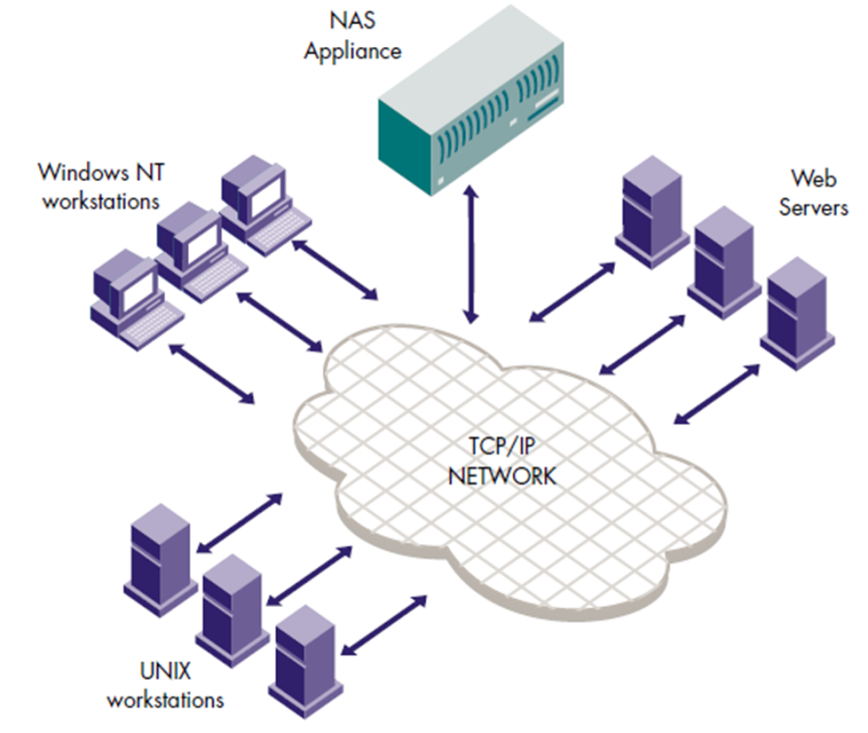 NAS
Appliance
Windows NT
workstations
Web
Servers
TCP/IP
NETWORK
UNIX
workstations